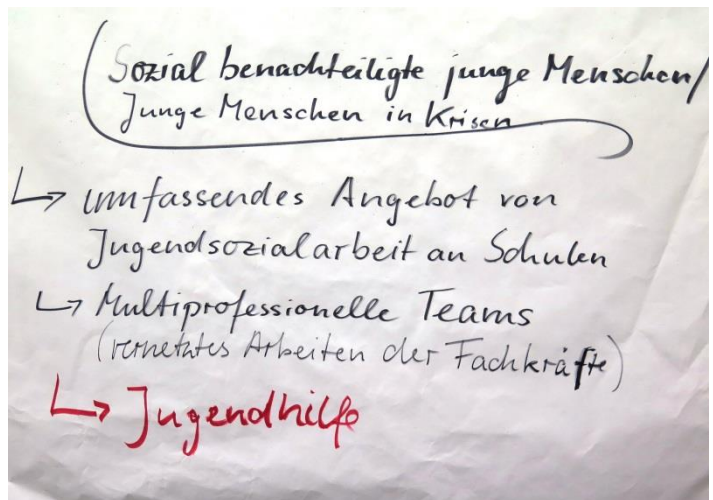 Sozial benachteiligte junge Menschen/
Junge Menschen in Krisen
↳ umfassendes Angebot von
Jugendsozialarbeit an Schulen
↳ Multiprofessionelle Teams
(vernetztes Arbeiten der Fachkräfte)
↳ Jugendhilfe